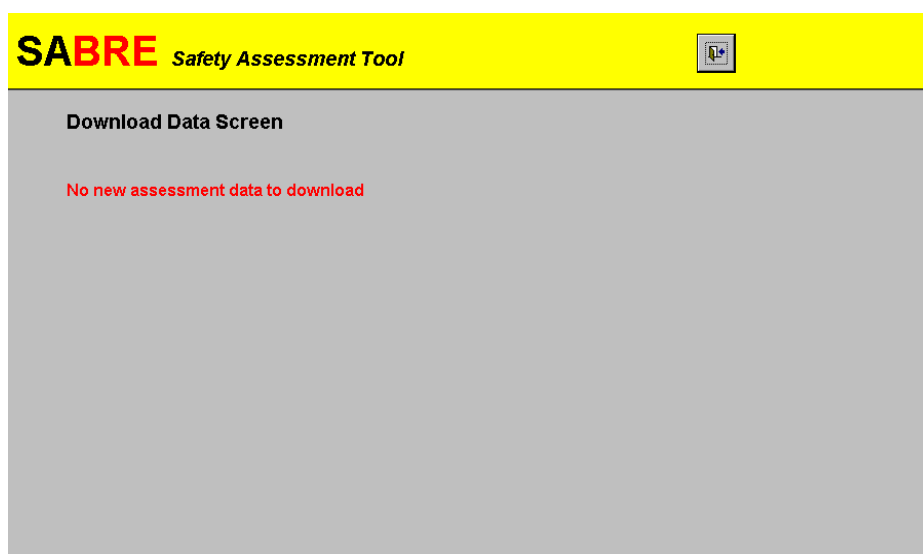 SABRE Safety Assessment Tool
Download Data Screen
No new assessment data to download